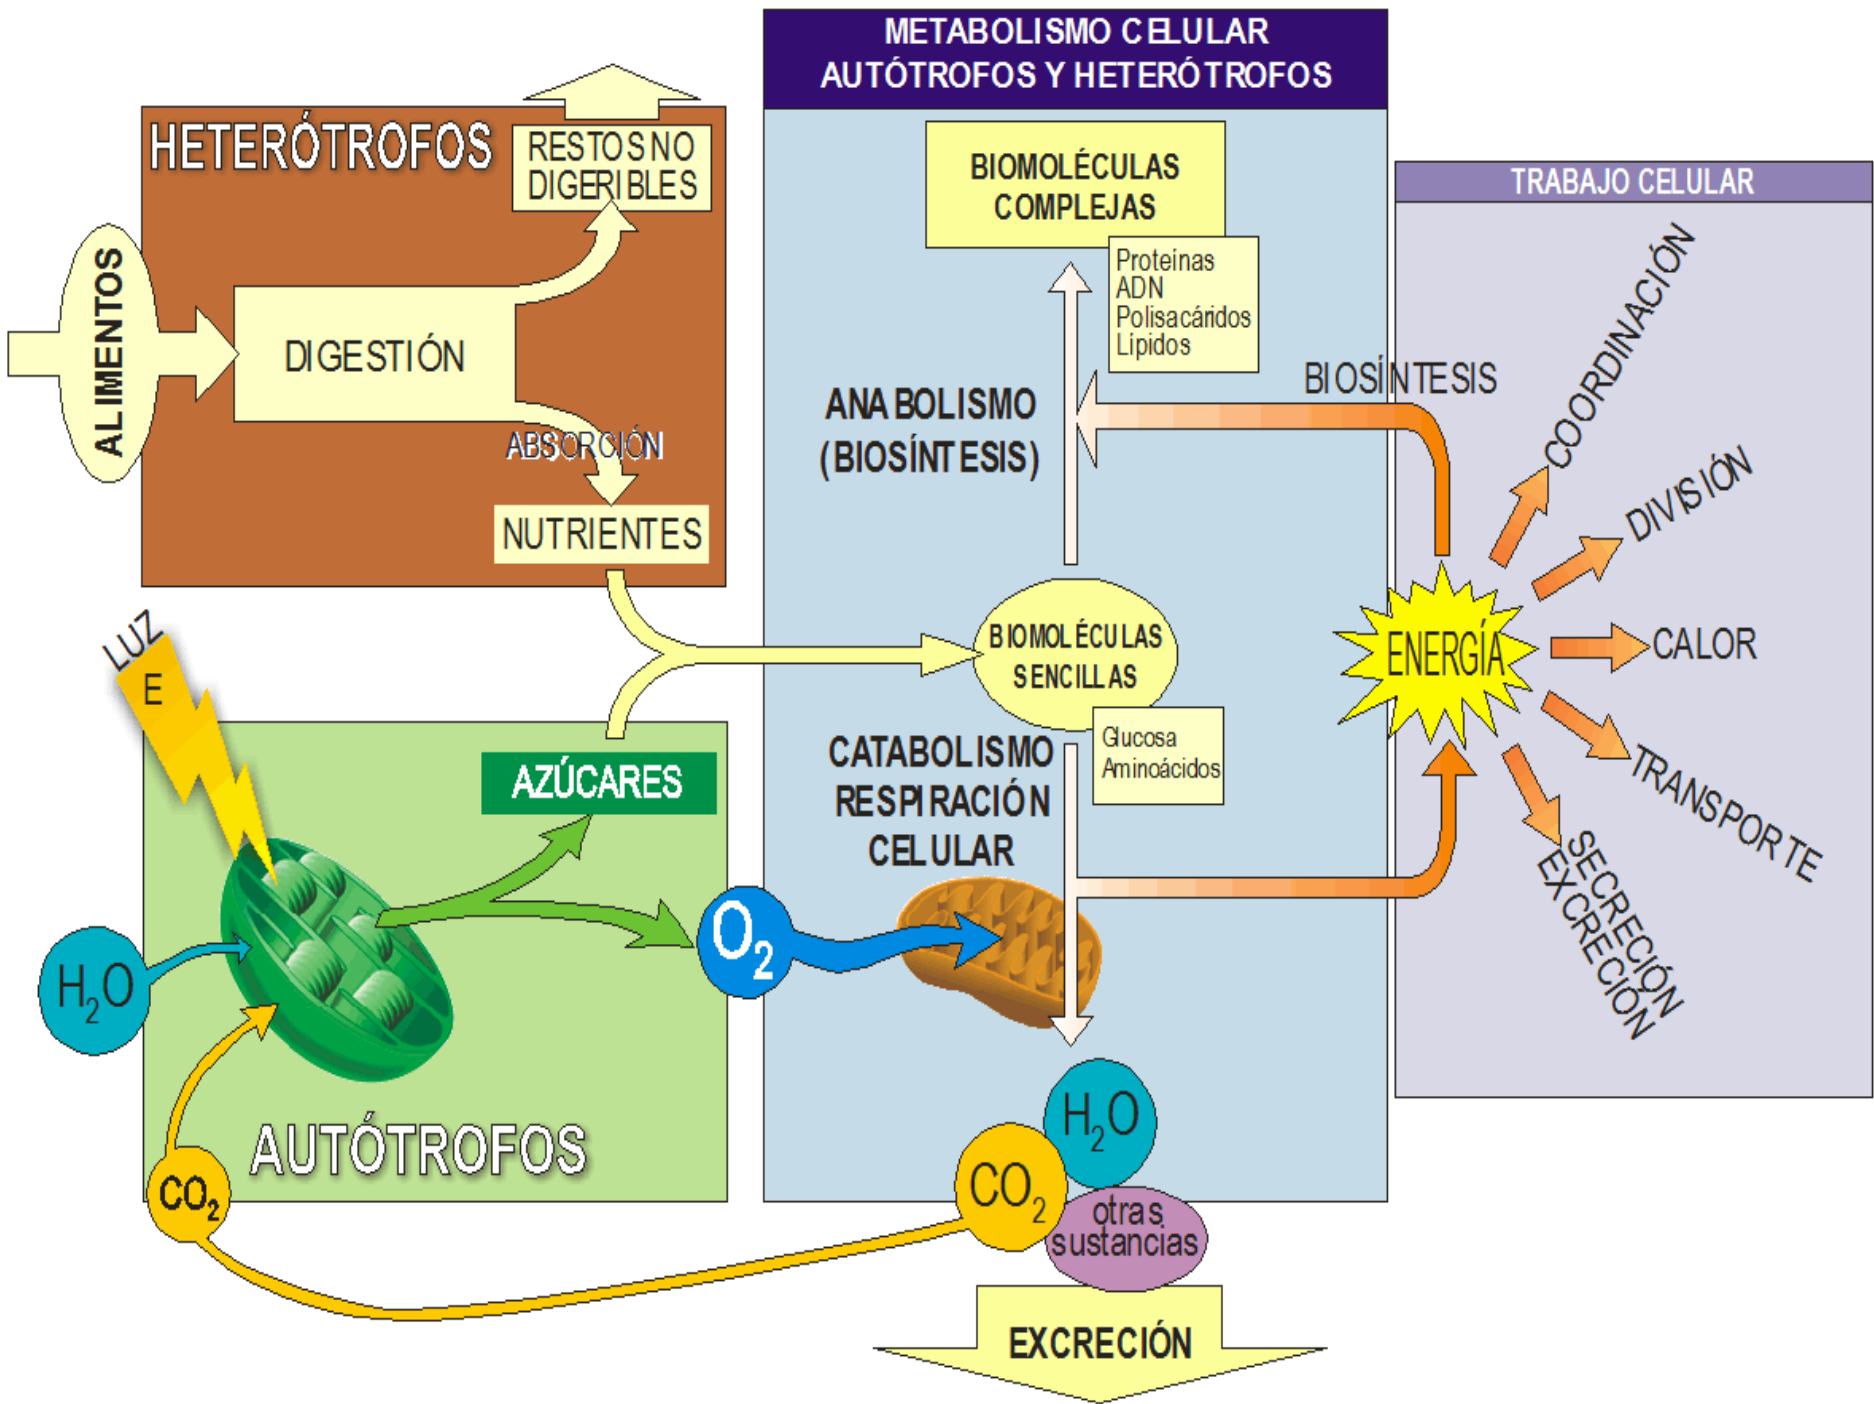 METABOLISMO CELULAR
AUTÓTROFOS Y HETERÓTROFOS
HETERÓTROFOS
RESTOS NO
DIGERIBLES
ALIMENTOS
DIGESTIÓN
ABSORCIÓN
NUTRIENTES
BIOMOLÉCULAS
COMPLEJAS
Proteínas
ADN
Polisacáridos
Lípidos
ANABOLISMO
(BIOSÍNTESIS)
BIOSÍNTESIS
TRABAJO CELULAR
COORDINACIÓN
DIVISIÓN
ENERGÍA
CALOR
TRANSPORTE
SECRECIÓN
EXCRECIÓN
BIOMOLÉCULAS
SENCILLAS
Glucosa
Aminoácidos
CATABOLISMO
RESPIRACIÓN
CELULAR
LUZ
E
AZÚCARES
O2
H2O
AUTÓTROFOS
CO2
H2O
CO2
otras
sustancias
EXCRECIÓN